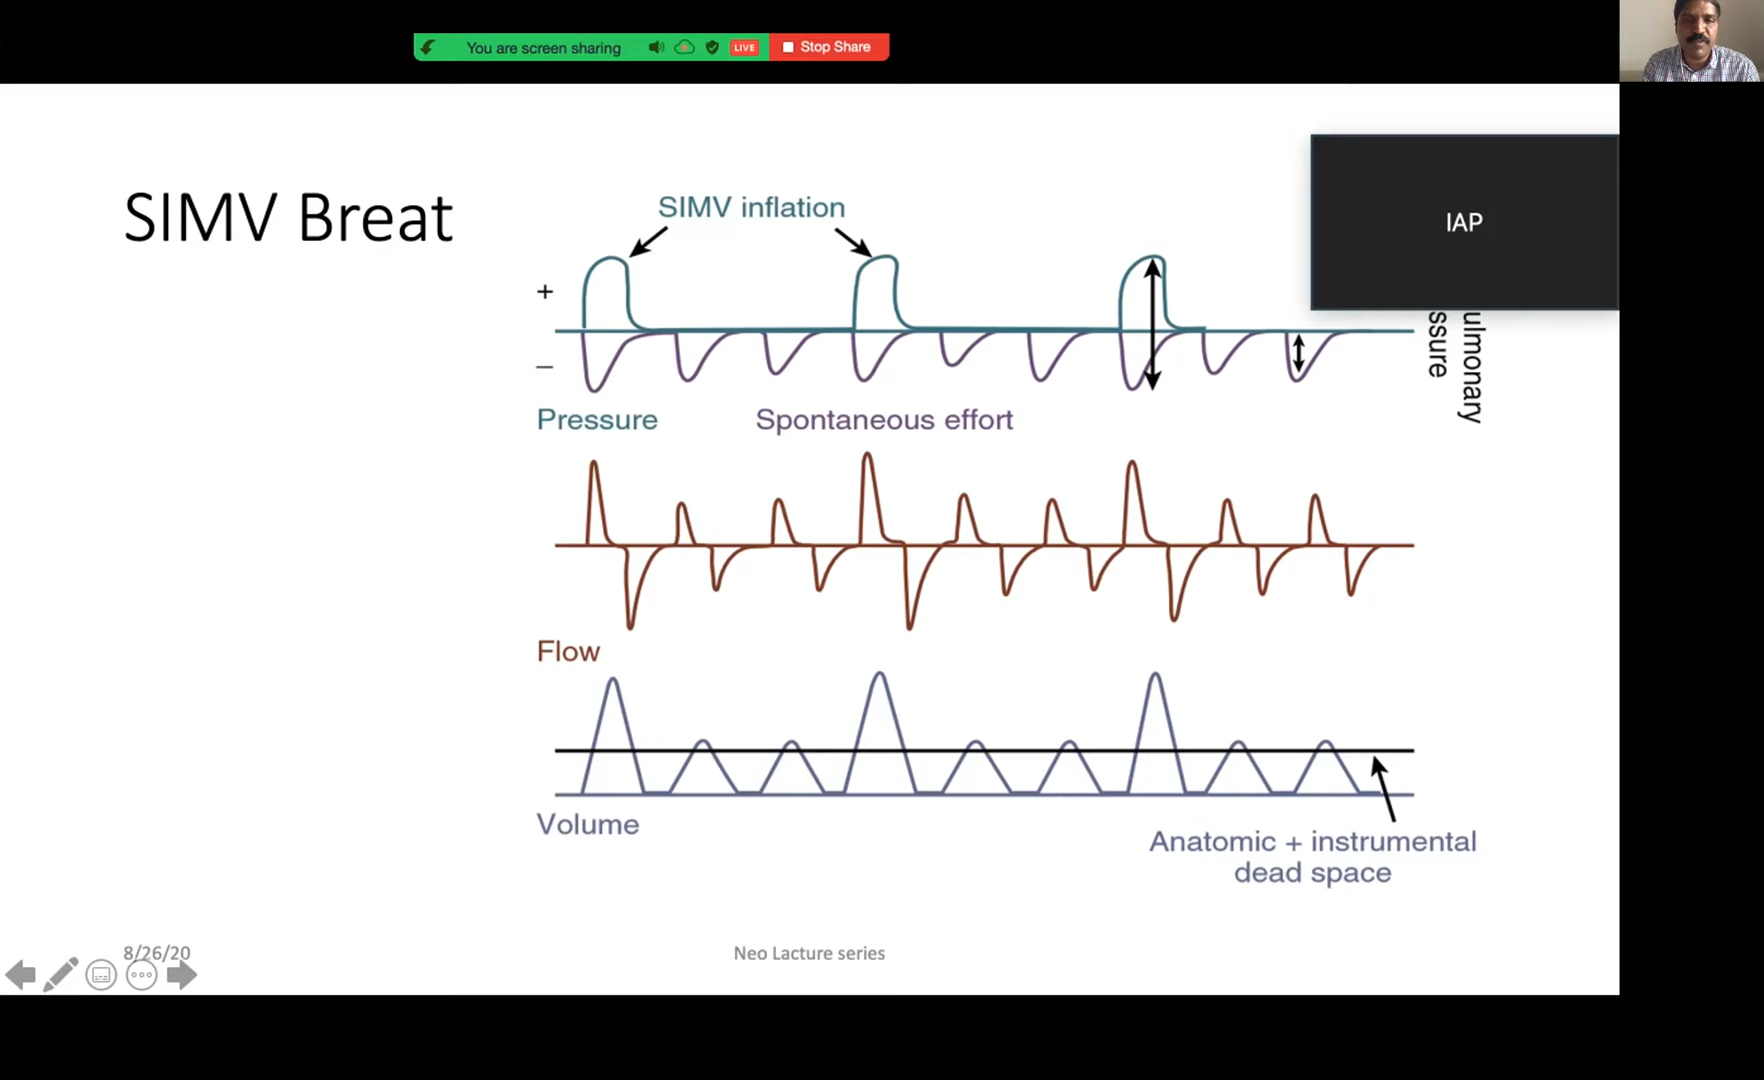 You are screen sharing
LIVE
Stop Share
IAP
SIMV Breat
SIMV inflation
+
–
ulmonary
ssure
Pressure
Spontaneous effort
Flow
Volume
Anatomic + instrumental
dead space
8/26/20
Neo Lacture series